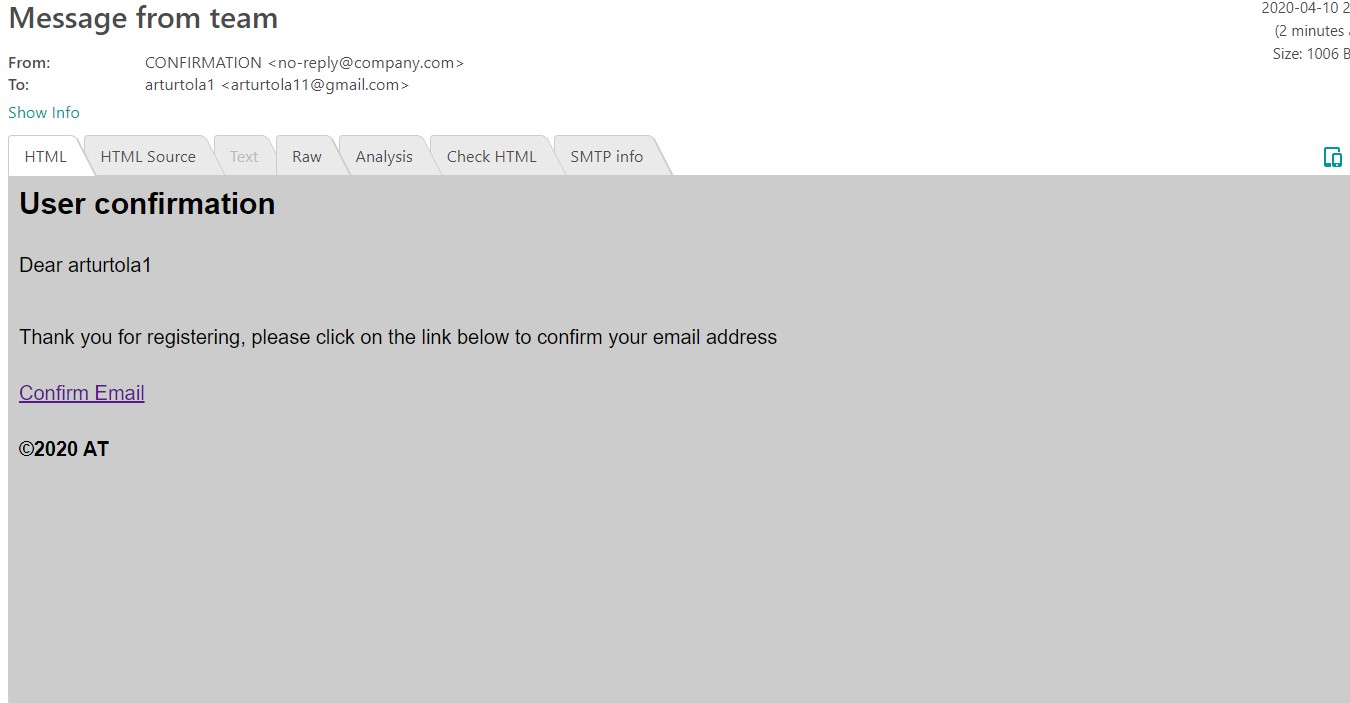 Message from team
2020-04-10 2
(2 minutes
Size: 1006 B
From: CONFIRMATION <no-reply@company.com>
To: arturtola1 <arturtola11@gmail.com>
Show Info
HTML HTML Source Text Raw Analysis Check HTML SMTP info
User confirmation
Dear arturtola1
Thank you for registering, please click on the link below to confirm your email address
Confirm Email
©2020 AT